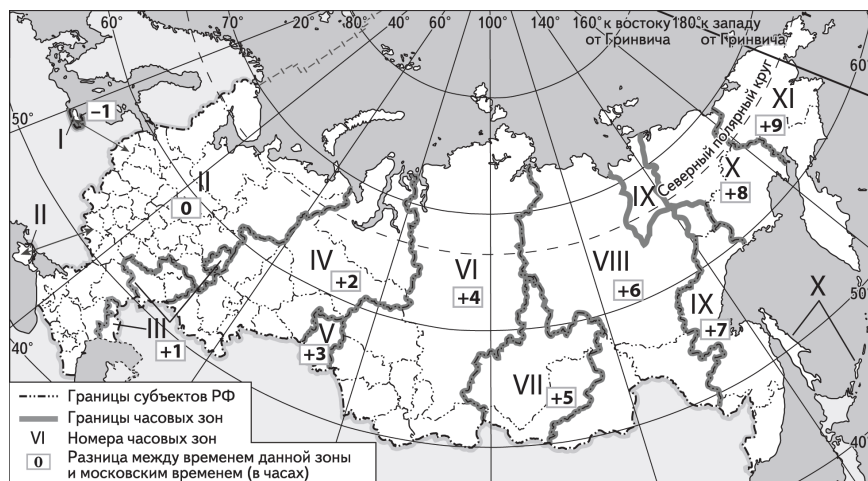 60° 70° 20° 80° 40° 100° 140° 160° к востоку 180° к западу
от Гринвича от Гринвича
60°
50°
−1
I
Северный полярный круг
XI
+9
II
0
IX
X
+8
II
IV
+2
VI
+4
VIII
+6
IX
+7
X
50°
III
+1
V
+3
VII
+5
40°
40°
Границы субъектов РФ
Границы часовых зон
VI Номера часовых зон
0 Разница между временем данной зоны
и московским временем (в часах)